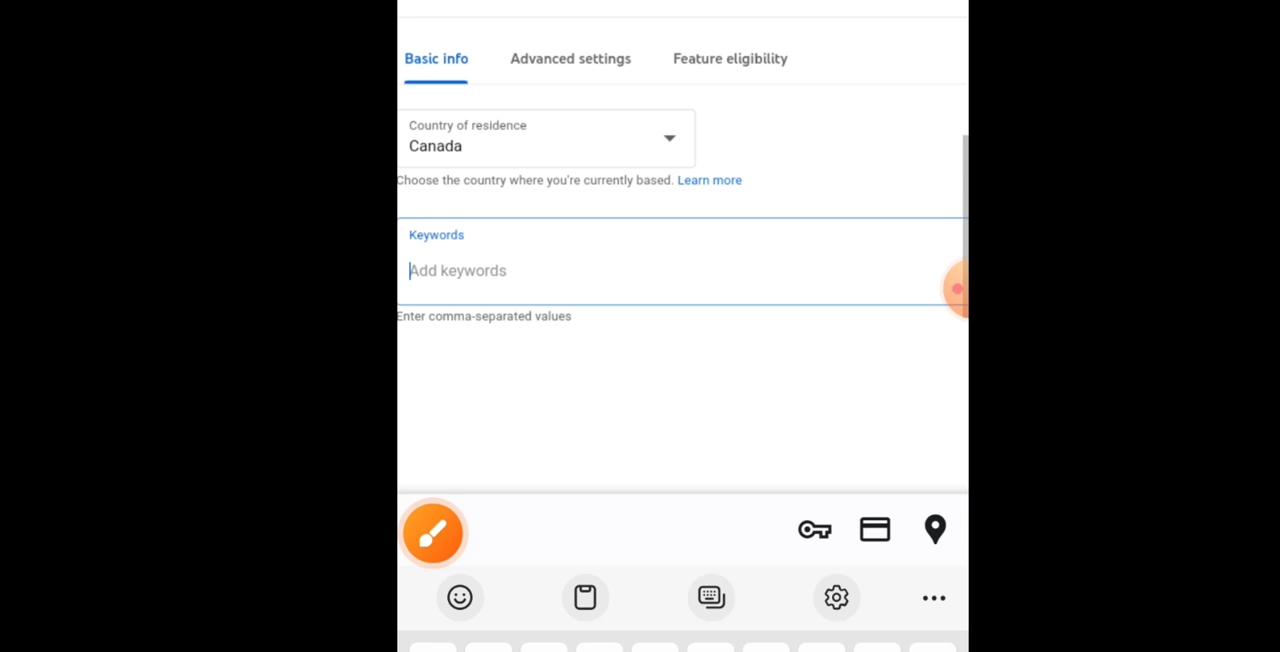 Basic info Advanced settings Feature eligibility
Country of residence
Canada
Choose the country where you're currently based. Learn more
Keywords
Add keywords
Enter comma-separated values